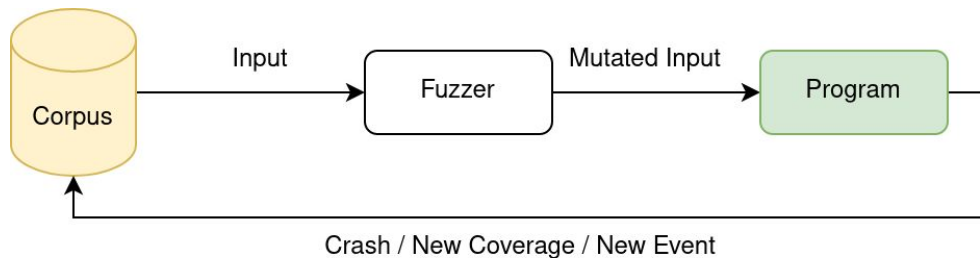 Input
Mutated Input
Fuzzer
Program
Corpus
Crash / New Coverage / New Event